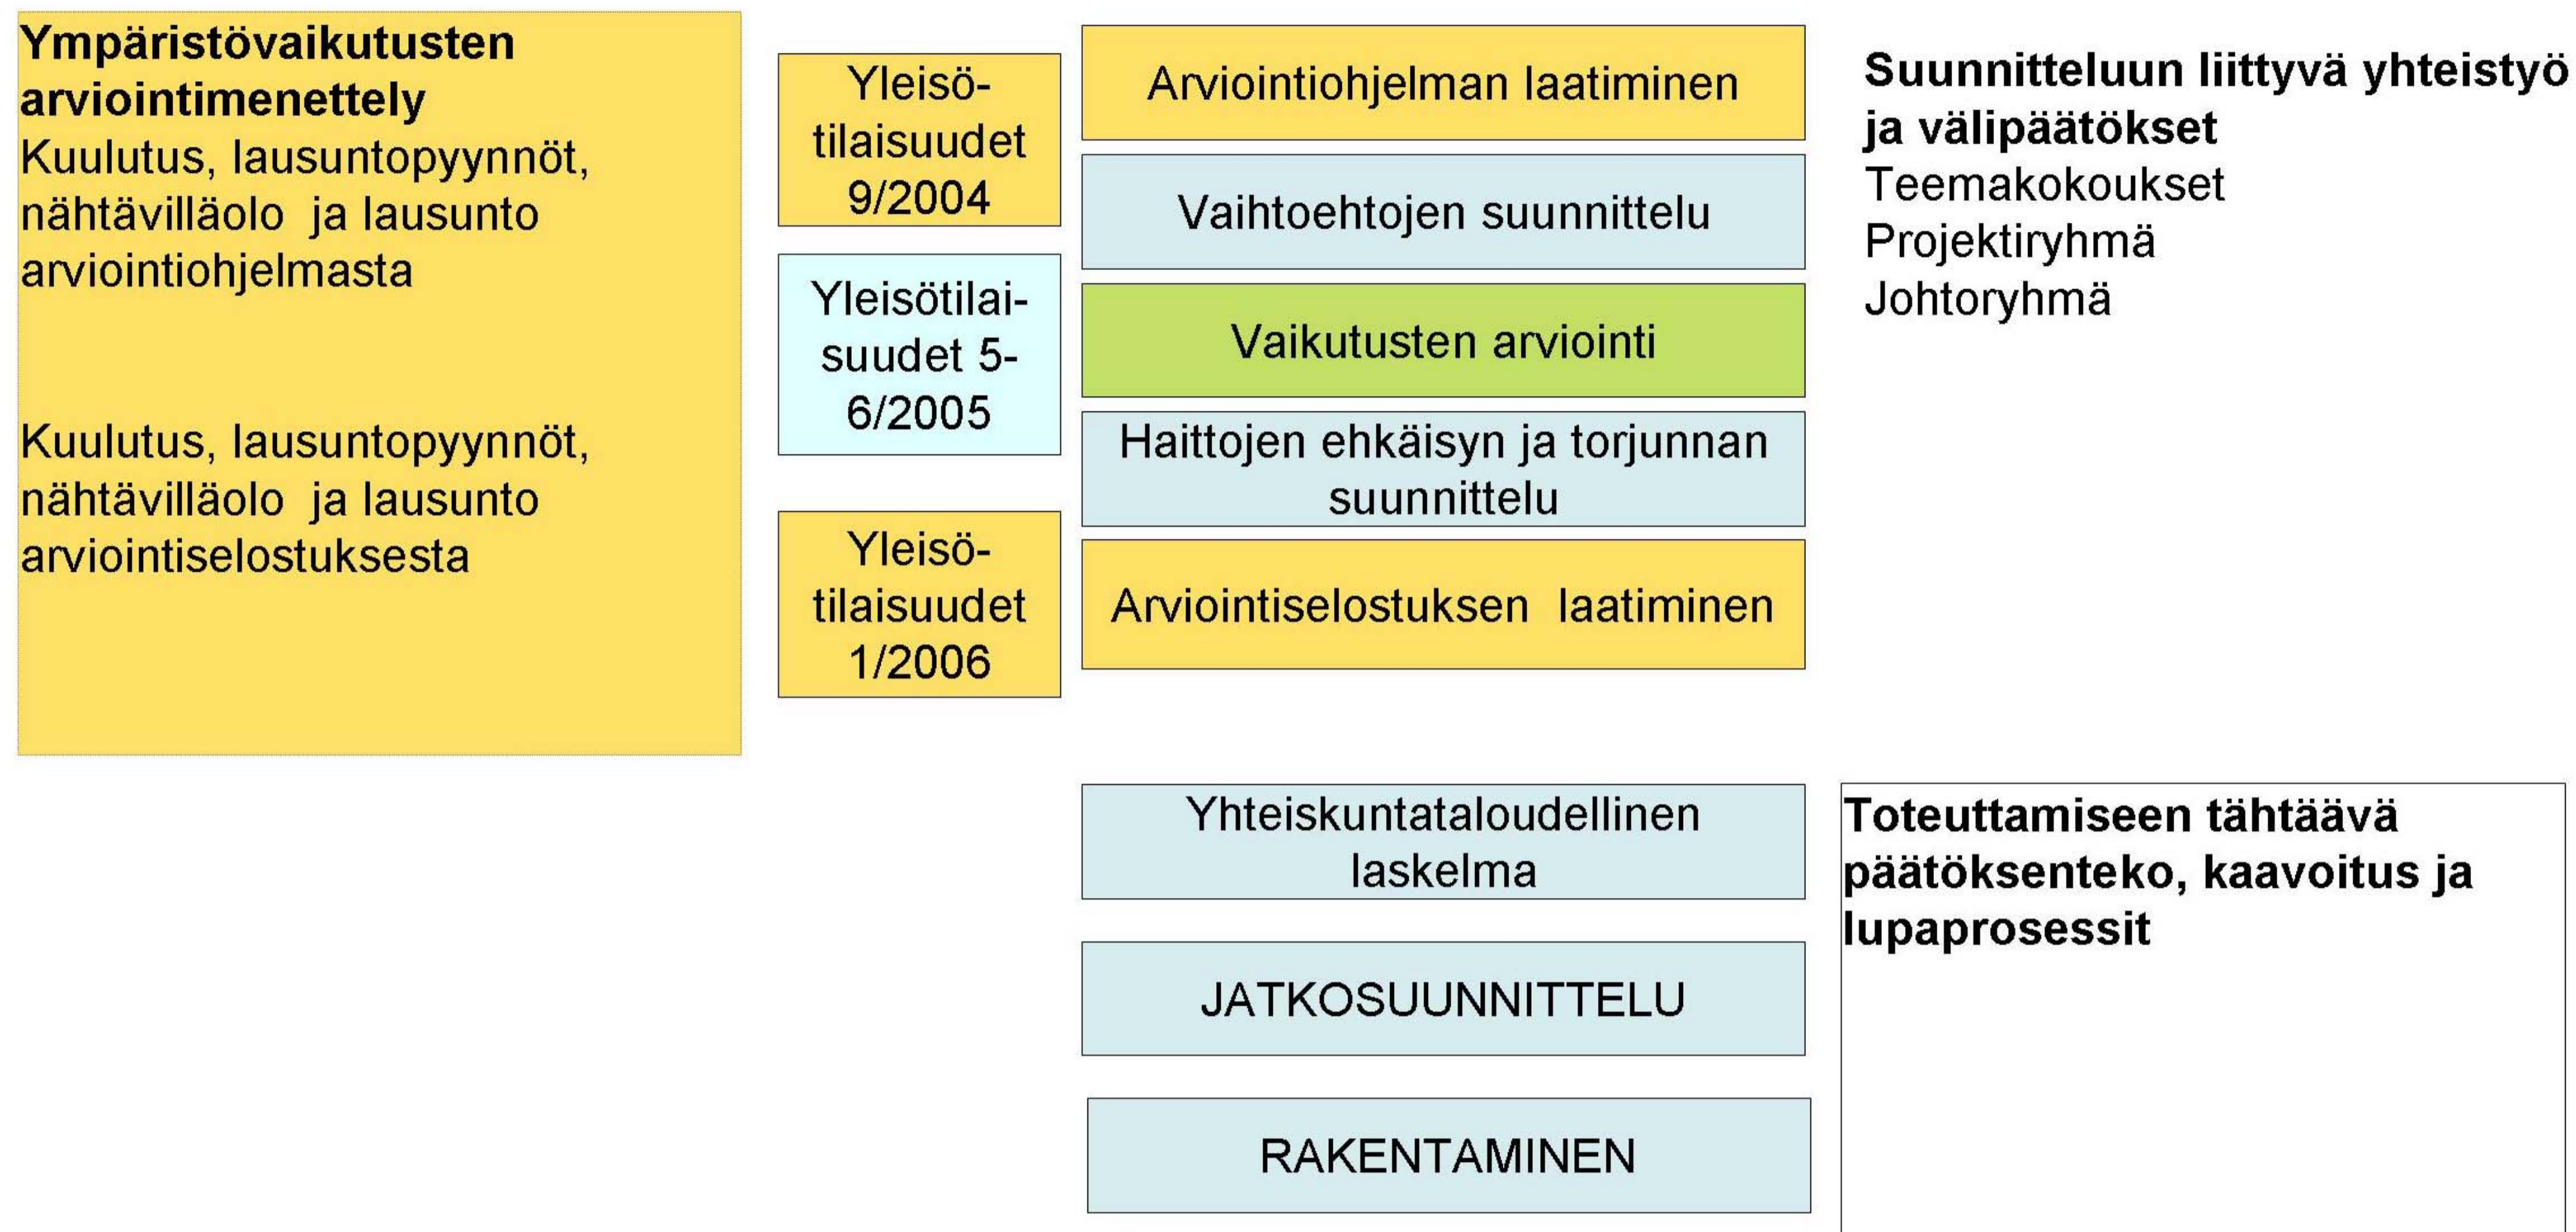 Ympäristövaikutusten
arviointimenettely
Kuulutus, lausuntopyynnöt,
nähtävilläolo ja lausunto
arviointiohjelmasta
Kuulutus, lausuntopyynnöt,
nähtävilläolo ja lausunto
arviointiselostuksesta
Yleisö-
tilaisuudet
9/2004
Yleisötilai-
suudet 5-
6/2005
Yleisö-
tilaisuudet
1/2006
Arviointiohjelman laatiminen
Vaihtoehtojen suunnittelu
Vaikutusten arviointi
Haittojen ehkäisyn ja torjunnan
suunnittelu
Arviointiselostuksen laatiminen
Suunnitteluun liittyvä yhteistyö
ja välipäätökset
Teemakokoukset
Projektiryhmä
Johtoryhmä
Yhteiskuntataloudellinen
laskelma
JATKOSUUNNITTELU
RAKENTAMINEN
Toteuttamiseen tähtäävä
päätöksenteko, kaavoitus ja
lupaprosessit